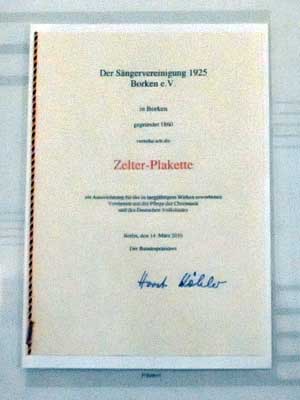 Der Sängervereinigung 1925
Borken e.V.
in Borken
gegründet 1860
verleihe ich die
Zelter-Plakette
als Auszeichnung für die in langjährigem Wirken erworbenen
Verdienste um die Pflege der Chormusik
und des Deutschen Volksliedes
Berlin, den 14. März 2010
Der Bundespräsident
Horst Köhler